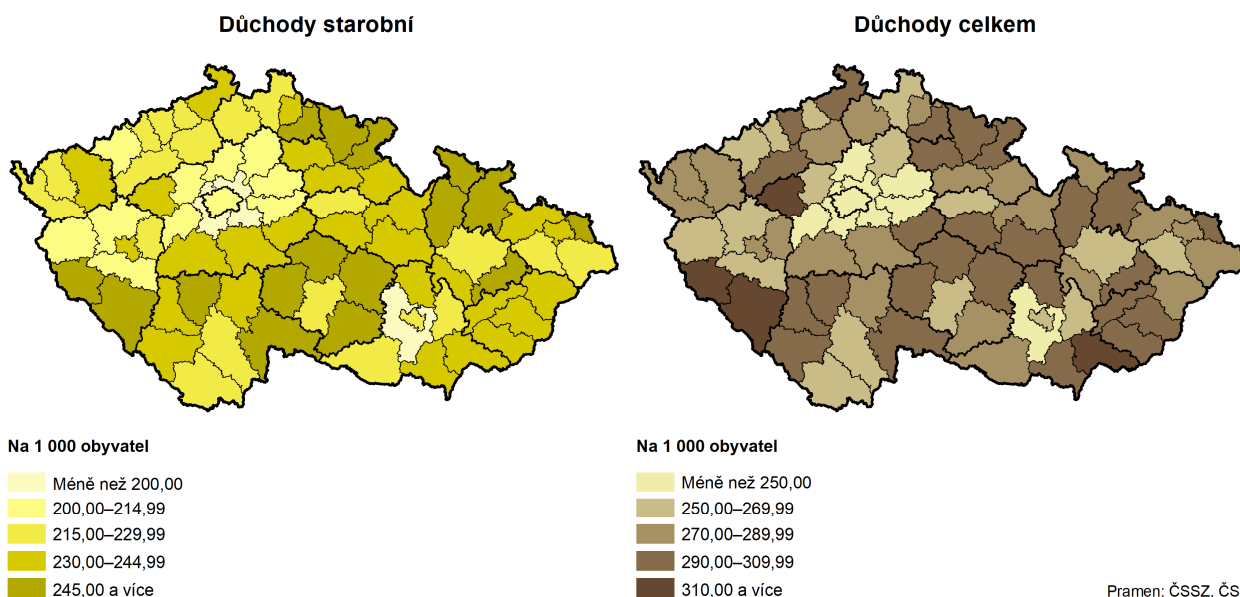 Důchody starobní
Důchody celkem
Na 1 000 obyvatel
Méně než 200,00
200,00–214,99
215,00–229,99
230,00–244,99
245,00 a více
Na 1 000 obyvatel
Méně než 250,00
250,00–269,99
270,00–289,99
290,00–309,99
310,00 a více
Pramen: ČSSZ, ČS